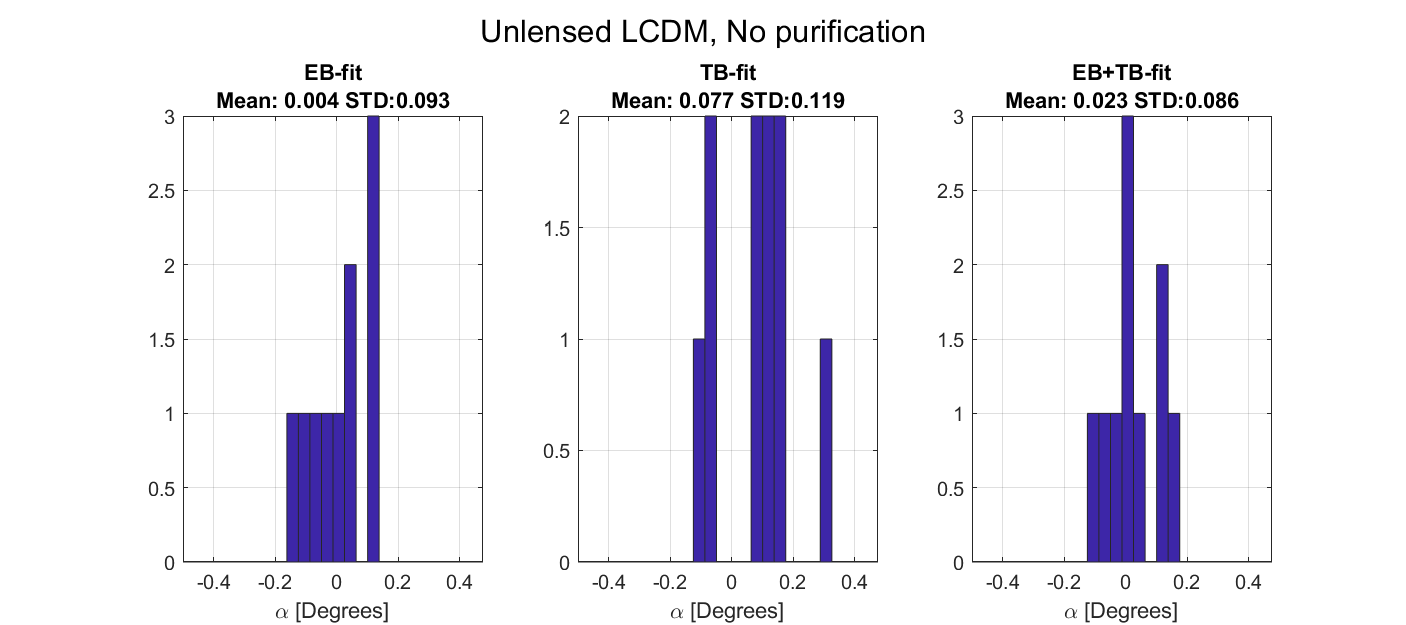 Unlensed LCDM, No purification
EB-fit
Mean: 0.004 STD:0.093
3
2.5
2
1.5
1
0.5
0
-0.4 -0.2 0 0.2 0.4
α [Degrees]
TB-fit
Mean: 0.077 STD:0.119
2
1.5
1
0.5
0
-0.4 -0.2 0 0.2 0.4
α [Degrees]
EB+TB-fit
Mean: 0.023 STD:0.086
3
2.5
2
1.5
1
0.5
0
-0.4 -0.2 0 0.2 0.4
α [Degrees]